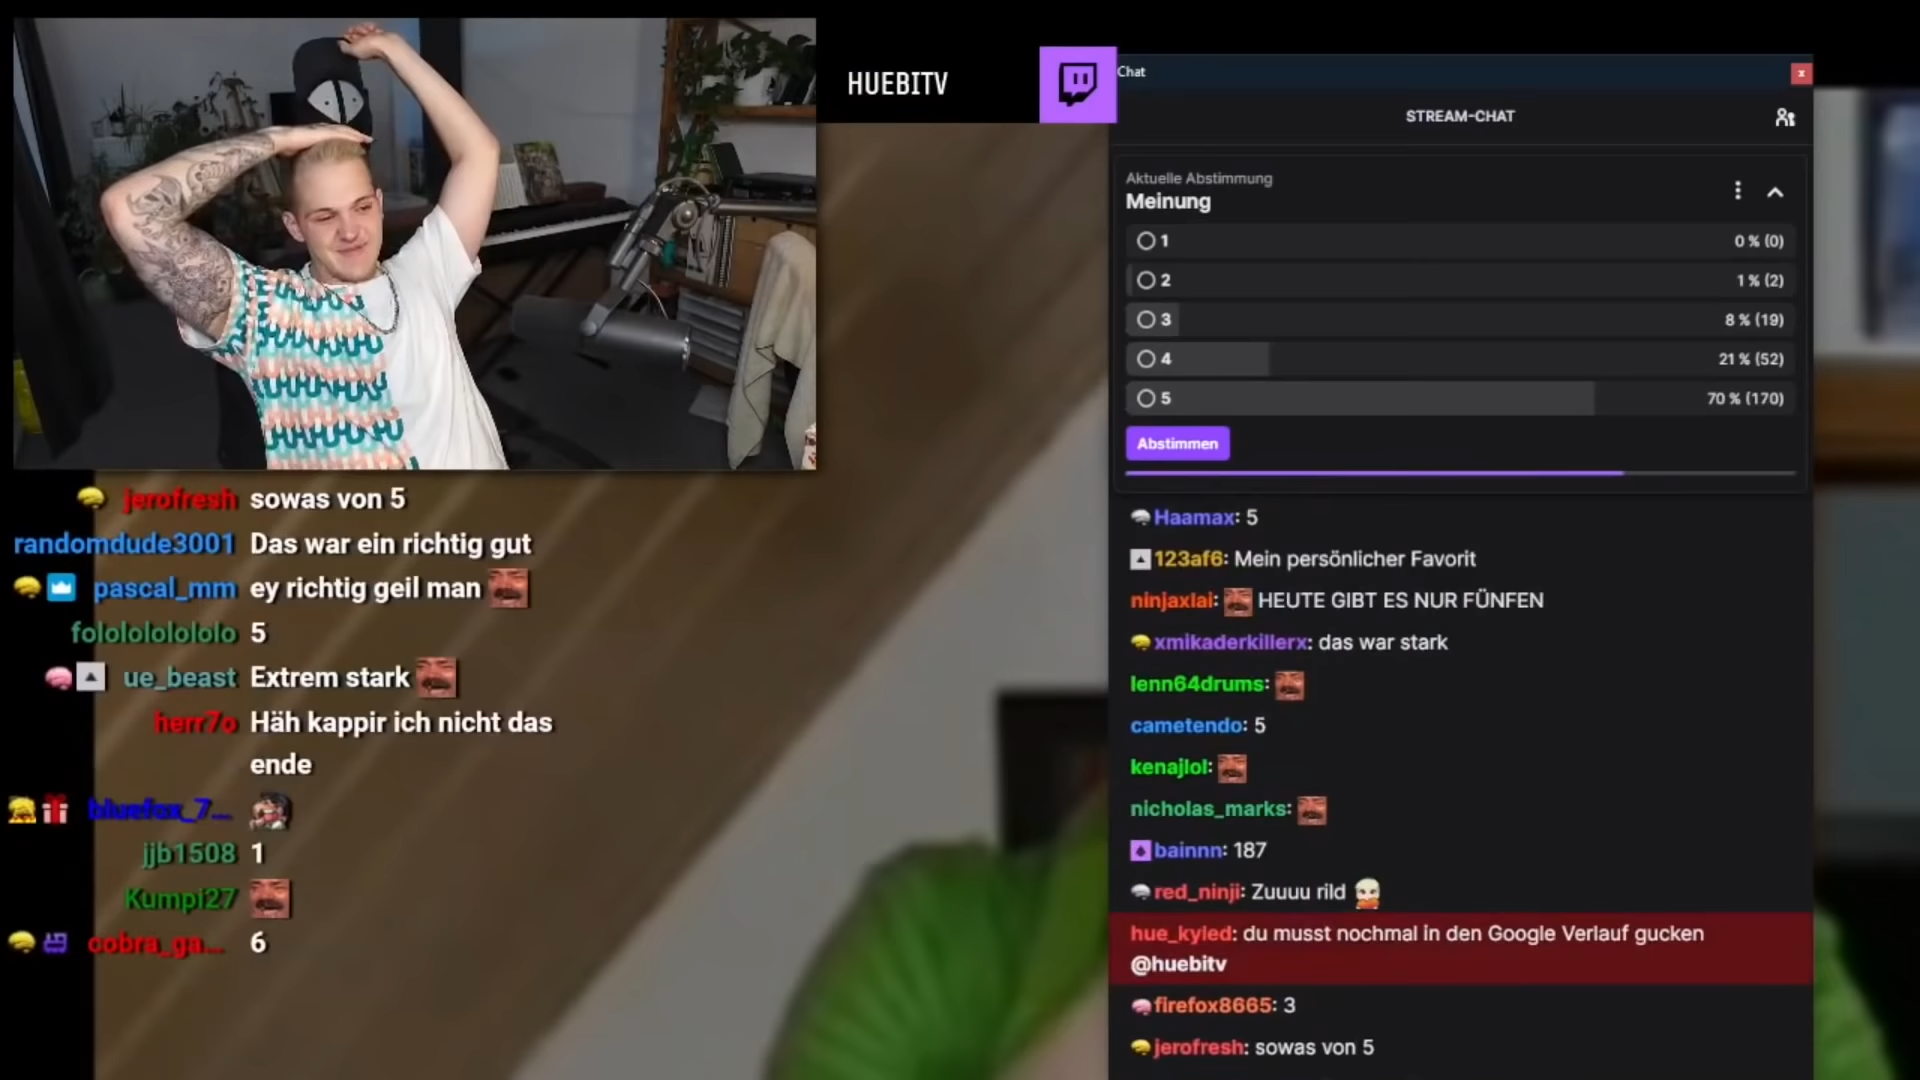 HUEBITV
Chat
x
STREAM-CHAT
Aktuelle Abstimmung
Meinung
1 0 % (0)
2 1 % (2)
3 8 % (19)
4 21 % (52)
5 70 % (170)
Abstimmen
Haamax: 5
123af6: Mein persönlicher Favorit
ninjaxlai: HEUTE GIBT ES NUR FÜNFEN
xmikaderkillerx: das war stark
lenn64drums:
cametendo: 5
kenajlol:
nicholas_marks:
bainnn: 187
red_ninji: Zuuuu rild
hue_kyled: du musst nochmal in den Google Verlauf gucken
@huebitv
firefox8665: 3
jerofresh: sowas von 5
jerofresh sowas von 5
randomdude3001 Das war ein richtig gut
pascal_mm ey richtig geil man
folololololololo 5
ue_beast Extrem stark
herr7o Häh kappir ich nicht das
ende
bluefox_7...
jjb1508 1
Kumpi27
cobra_ga... 6